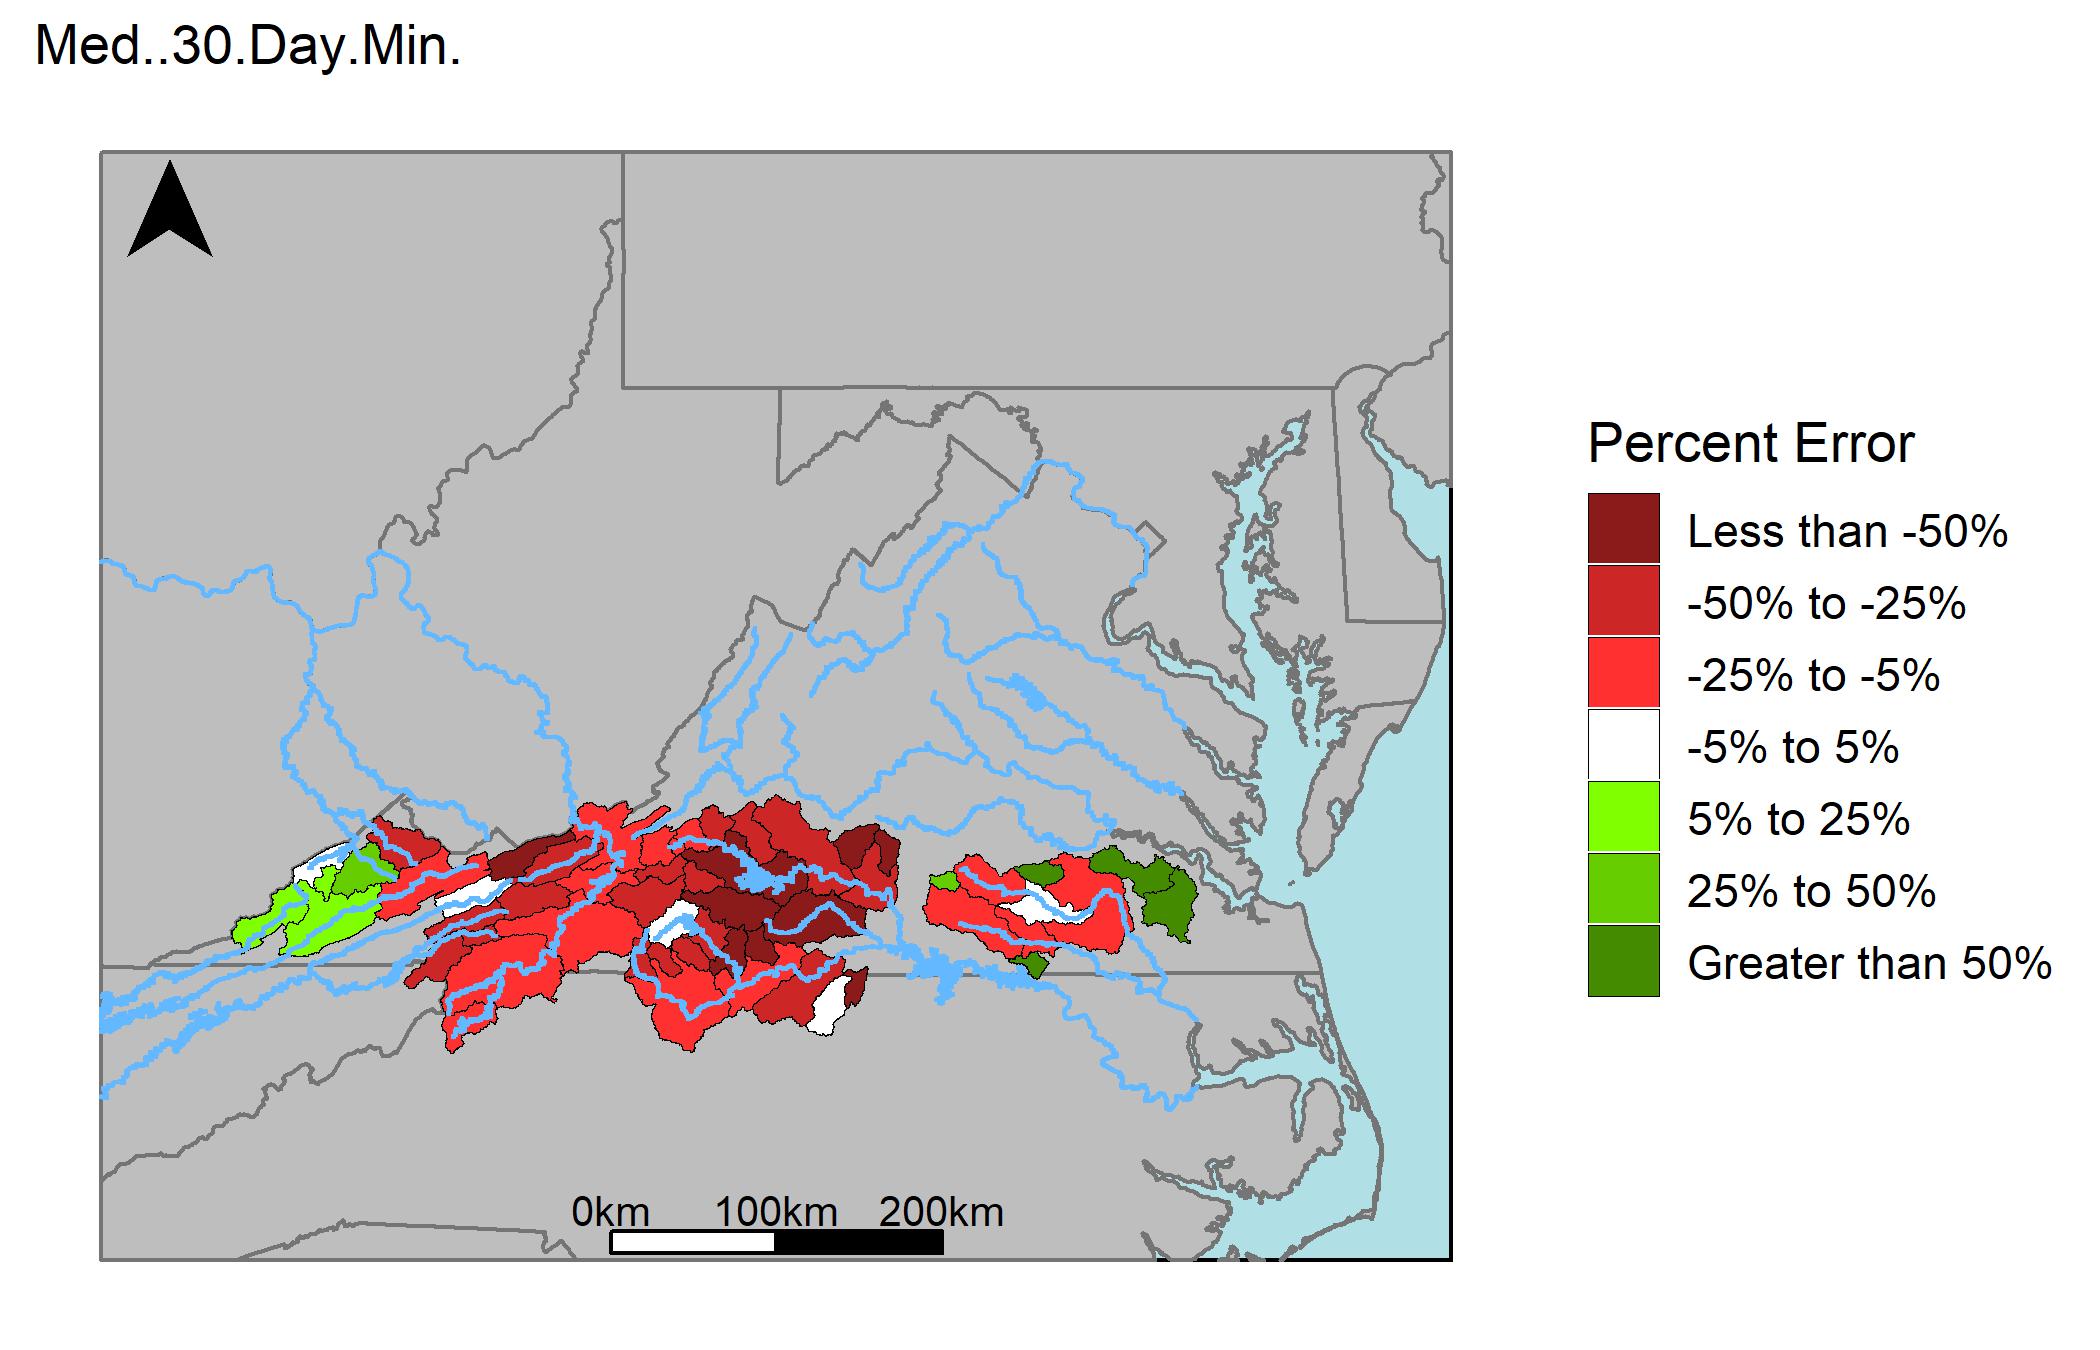 Med..30.Day.Min.
Percent Error
Less than -50%
-50% to -25%
-25% to -5%
-5% to 5%
5% to 25%
25% to 50%
Greater than 50%
0km 100km 200km